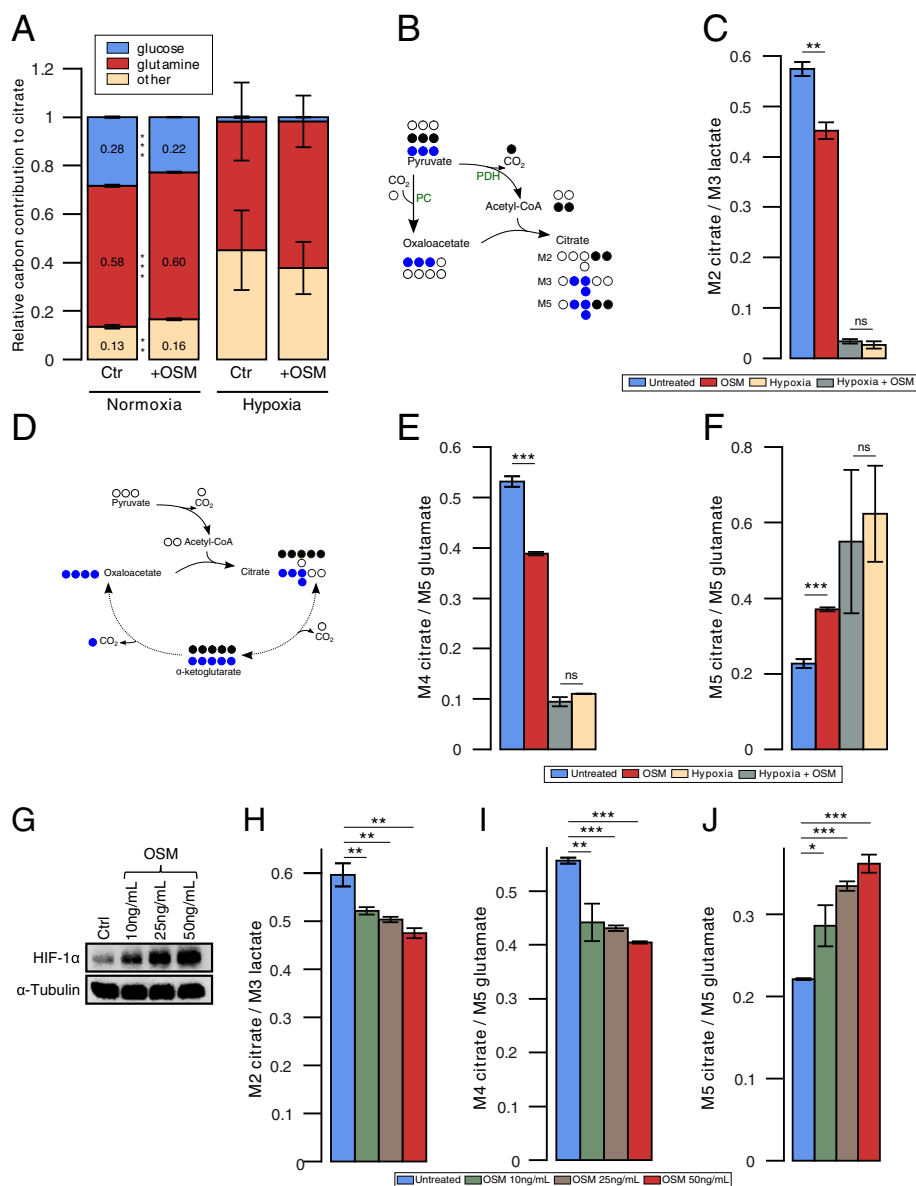 A
glucose
glutamine
other
Relative carbon contribution to citrate
1.2
1
0.8
0.6
0.4
0.2
0
0.28
0.22
0.58
0.60
0.13
0.16
***
***
**
Ctr
+OSM
Ctr
+OSM
Normoxia
Hypoxia
B
Pyruvate
CO2
PDH
CO2
PC
Acetyl-CoA
Oxaloacetate
Citrate
M2
M3
M5
C
M2 citrate / M3 lactate
0.6
0.5
0.4
0.3
0.2
0.1
0
**
ns
Untreated
OSM
Hypoxia
Hypoxia + OSM
D
Pyruvate
CO2
Acetyl-CoA
Oxaloacetate
Citrate
CO2
CO2
α-ketoglutarate
E
M4 citrate / M5 glutamate
0.6
0.5
0.4
0.3
0.2
0.1
0
***
ns
F
M5 citrate / M5 glutamate
0.8
0.6
0.4
0.2
0
***
ns
Untreated
OSM
Hypoxia
Hypoxia + OSM
G
OSM
Ctrl
10ng/mL
25ng/mL
50ng/mL
HIF-1α
α-Tubulin
H
M2 citrate / M3 lactate
0.6
0.5
0.4
0.3
0.2
0.1
0
**
**
**
I
M4 citrate / M5 glutamate
0.5
0.4
0.3
0.2
0.1
0
***
***
**
J
M5 citrate / M5 glutamate
0.3
0.2
0.1
0
***
***
*
Untreated
OSM 10ng/mL
OSM 25ng/mL
OSM 50ng/mL